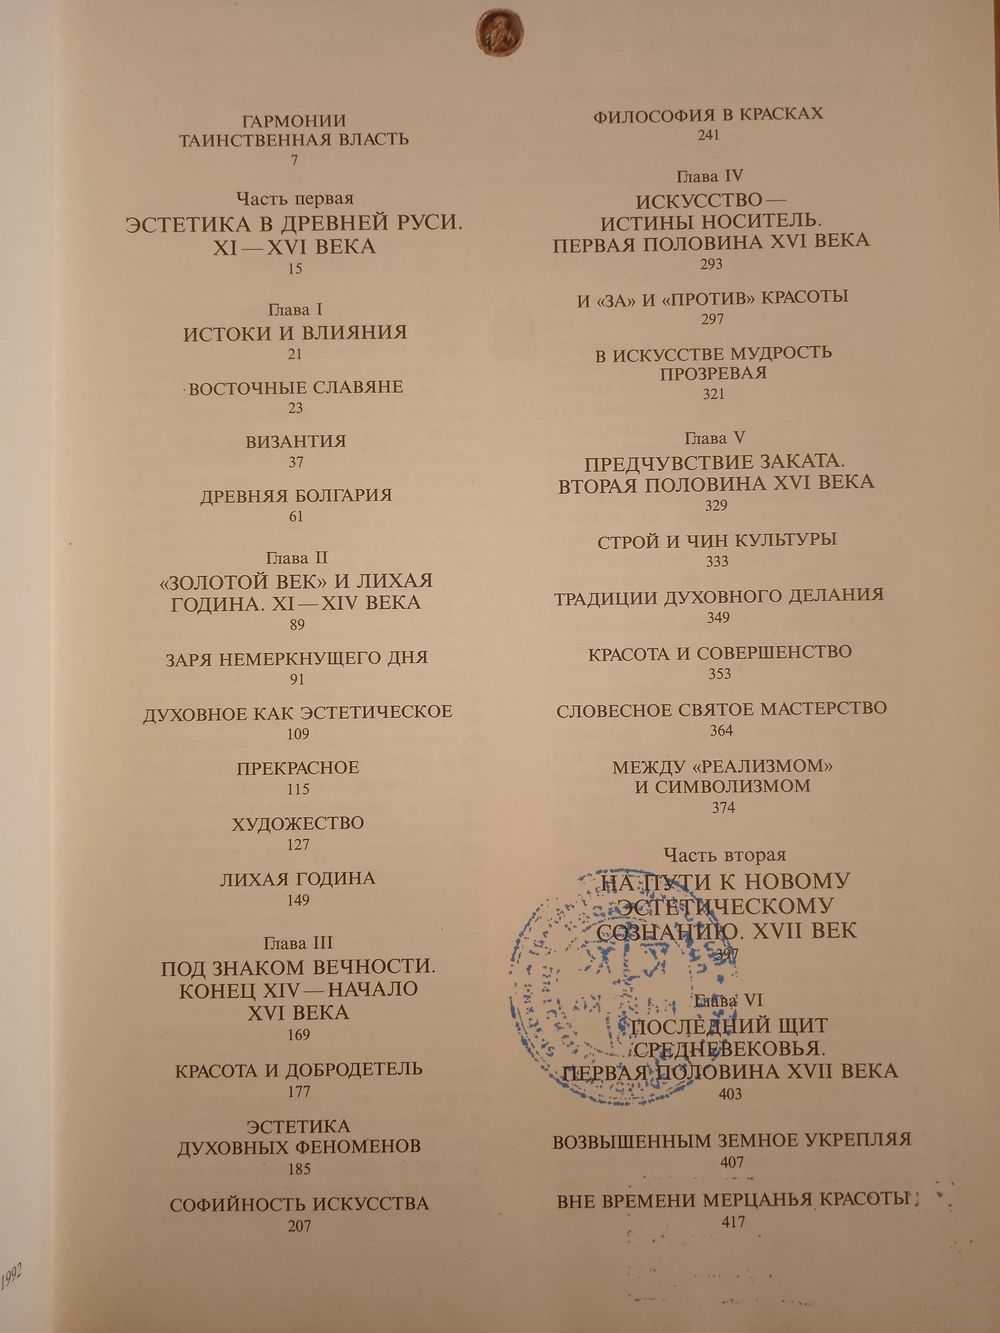 ГАРМОНИИ
ТАИНСТВЕННАЯ ВЛАСТЬ
7
Часть первая
ЭСТЕТИКА В ДРЕВНЕЙ РУСИ.
XI — XVI ВЕКА
15
Глава I
ИСТОКИ И ВЛИЯНИЯ
21
ВОСТОЧНЫЕ СЛАВЯНЕ
23
ВИЗАНТИЯ
37
ДРЕВНЯЯ БОЛГАРИЯ
61
Глава II
«ЗОЛОТОЙ ВЕК» И ЛИХАЯ
ГОДИНА. XI — XIV ВЕКА
89
ЗАРЯ НЕМЕРКНУЩЕГО ДНЯ
91
ДУХОВНОЕ КАК ЭСТЕТИЧЕСКОЕ
109
ПРЕКРАСНОЕ
115
ХУДОЖЕСТВО
127
ЛИХАЯ ГОДИНА
149
Глава III
ПОД ЗНАКОМ ВЕЧНОСТИ.
КОНЕЦ XIV — НАЧАЛО
XVI ВЕКА
169
КРАСОТА И ДОБРОДЕТЕЛЬ
177
ЭСТЕТИКА
ДУХОВНЫХ ФЕНОМЕНОВ
185
СОФИЙНОСТЬ ИСКУССТВА
207
ФИЛОСОФИЯ В КРАСКАХ
241
Глава IV
ИСКУССТВО —
ИСТИНЫ НОСИТЕЛЬ.
ПЕРВАЯ ПОЛОВИНА XVI ВЕКА
293
И «ЗА» И «ПРОТИВ» КРАСОТЫ
297
В ИСКУССТВЕ МУДРОСТЬ
ПРОЗРЕВАЯ
321
Глава V
ПРЕДЧУВСТВИЕ ЗАКАТА.
ВТОРАЯ ПОЛОВИНА XVI ВЕКА
329
СТРОЙ И ЧИН КУЛЬТУРЫ
333
ТРАДИЦИИ ДУХОВНОГО ДЕЛАНИЯ
349
КРАСОТА И СОВЕРШЕНСТВО
353
СЛОВЕСНОЕ СВЯТОЕ МАСТЕРСТВО
364
МЕЖДУ «РЕАЛИЗМОМ»
И СИМВОЛИЗМОМ
374
Часть вторая
НА ПУТИ К НОВОМУ
ЭСТЕТИЧЕСКОМУ
СОЗНАНИЮ. XVII ВЕК
397
Глава VI
ПОСЛЕДНИЙ ЩИТ
СРЕДНЕВЕКОВЬЯ.
ПЕРВАЯ ПОЛОВИНА XVII ВЕКА
403
ВОЗВЫШЕННЫМ ЗЕМНОЕ УКРЕПЛЯЯ
407
ВНЕ ВРЕМЕНИ МЕРЦАНЬЯ КРАСОТЫ
417
1992